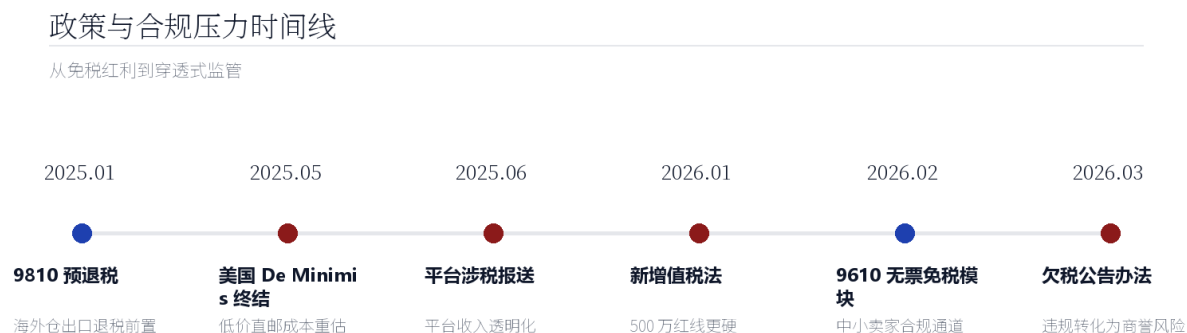 政策与合规压力时间线
从免税红利到穿透式监管
2025.01
2025.05
2025.06
2026.01
2026.02
2026.03
9810 预退税
美国 De Minimi
s 终结
平台涉税报送
新增值税法
9610 无票免税模
块
欠税公告办法
海外仓出口退税前置
低价直邮成本重估
平台收入透明化
500 万红线更硬
中小卖家合规通道
违规转化为商誉风险